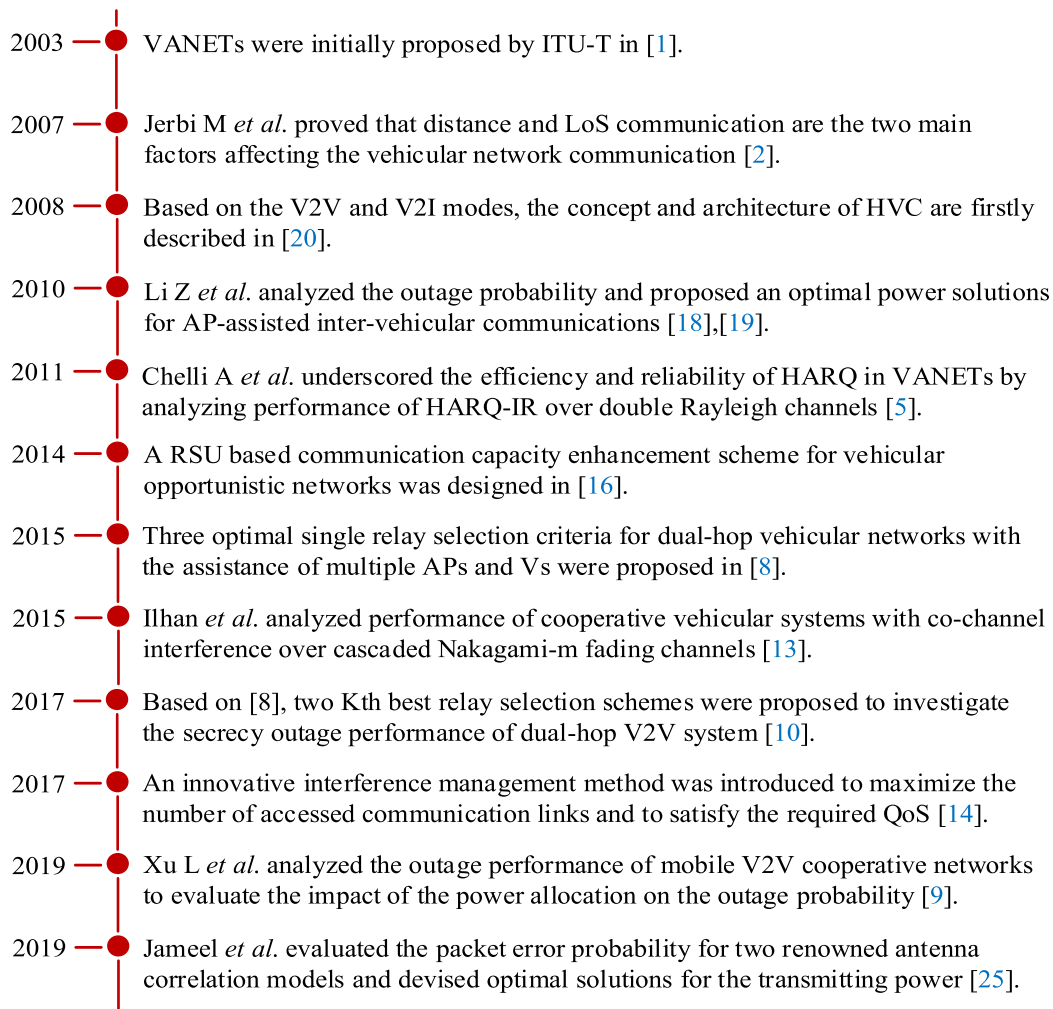 2003 VANETs were initially proposed by ITU-T in [1].
2007 Jerbi M et al. proved that distance and LoS communication are the two main
factors affecting the vehicular network communication [2].
2008 Based on the V2V and V2I modes, the concept and architecture of HVC are firstly
described in [20].
2010 Li Z et al. analyzed the outage probability and proposed an optimal power solutions
for AP-assisted inter-vehicular communications [18],[19].
2011 Chelli A et al. underscored the efficiency and reliability of HARQ in VANETs by
analyzing performance of HARQ-IR over double Rayleigh channels [5].
2014 A RSU based communication capacity enhancement scheme for vehicular
opportunistic networks was designed in [16].
2015 Three optimal single relay selection criteria for dual-hop vehicular networks with
the assistance of multiple APs and Vs were proposed in [8].
2015 Ilhan et al. analyzed performance of cooperative vehicular systems with co-channel
interference over cascaded Nakagami-m fading channels [13].
2017 Based on [8], two Kth best relay selection schemes were proposed to investigate
the secrecy outage performance of dual-hop V2V system [10].
2017 An innovative interference management method was introduced to maximize the
number of accessed communication links and to satisfy the required QoS [14].
2019 Xu L et al. analyzed the outage performance of mobile V2V cooperative networks
to evaluate the impact of the power allocation on the outage probability [9].
2019 Jameel et al. evaluated the packet error probability for two renowned antenna
correlation models and devised optimal solutions for the transmitting power [25].